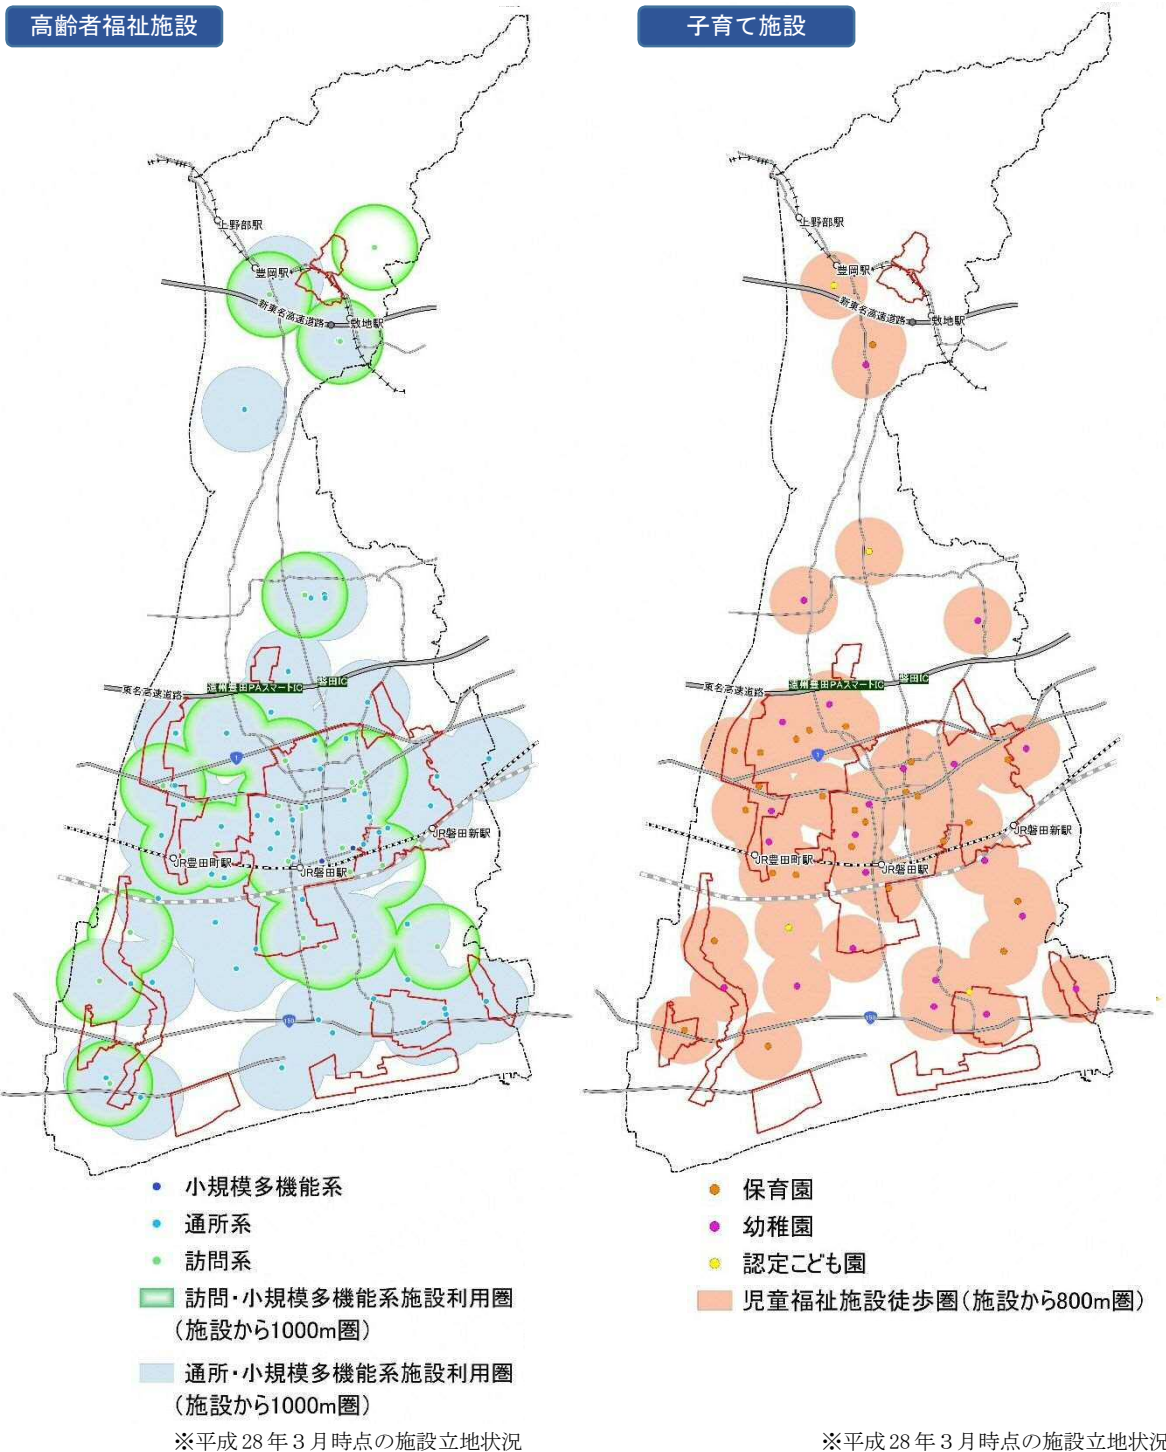 高齢者福祉施設
上野部駅
豊岡駅
新東名高速道路
敷地駅
東名高速道路
遠州豊田PAスマートIC
磐田IC
1
JR磐田新駅
JR豊田町駅
JR磐田駅
150
小規模多機能系
通所系
訪問系
訪問・小規模多機能系施設利用圏
(施設から1000m圏)
通所・小規模多機能系施設利用圏
(施設から1000m圏)
※平成28年3月時点の施設立地状況
子育て施設
上野部駅
豊岡駅
新東名高速道路
敷地駅
東名高速道路
遠州豊田PAスマートIC
磐田IC
1
JR磐田新駅
JR豊田町駅
JR磐田駅
150
保育園
幼稚園
認定こども園
児童福祉施設徒歩圏(施設から800m圏)
※平成28年3月時点の施設立地状況